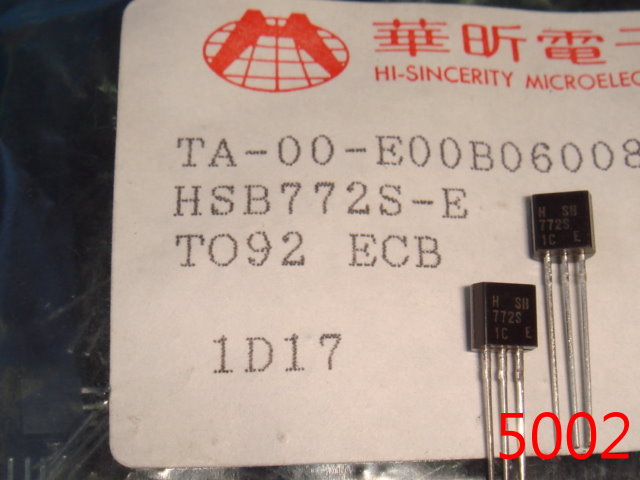 華昕電子
HI-SINCERITY MICROELEC
TA-00-E00B06008
HSB772S-E
TO92 ECB
1D17
H SB
772S
1C E
H SB
772S
1C E
5002